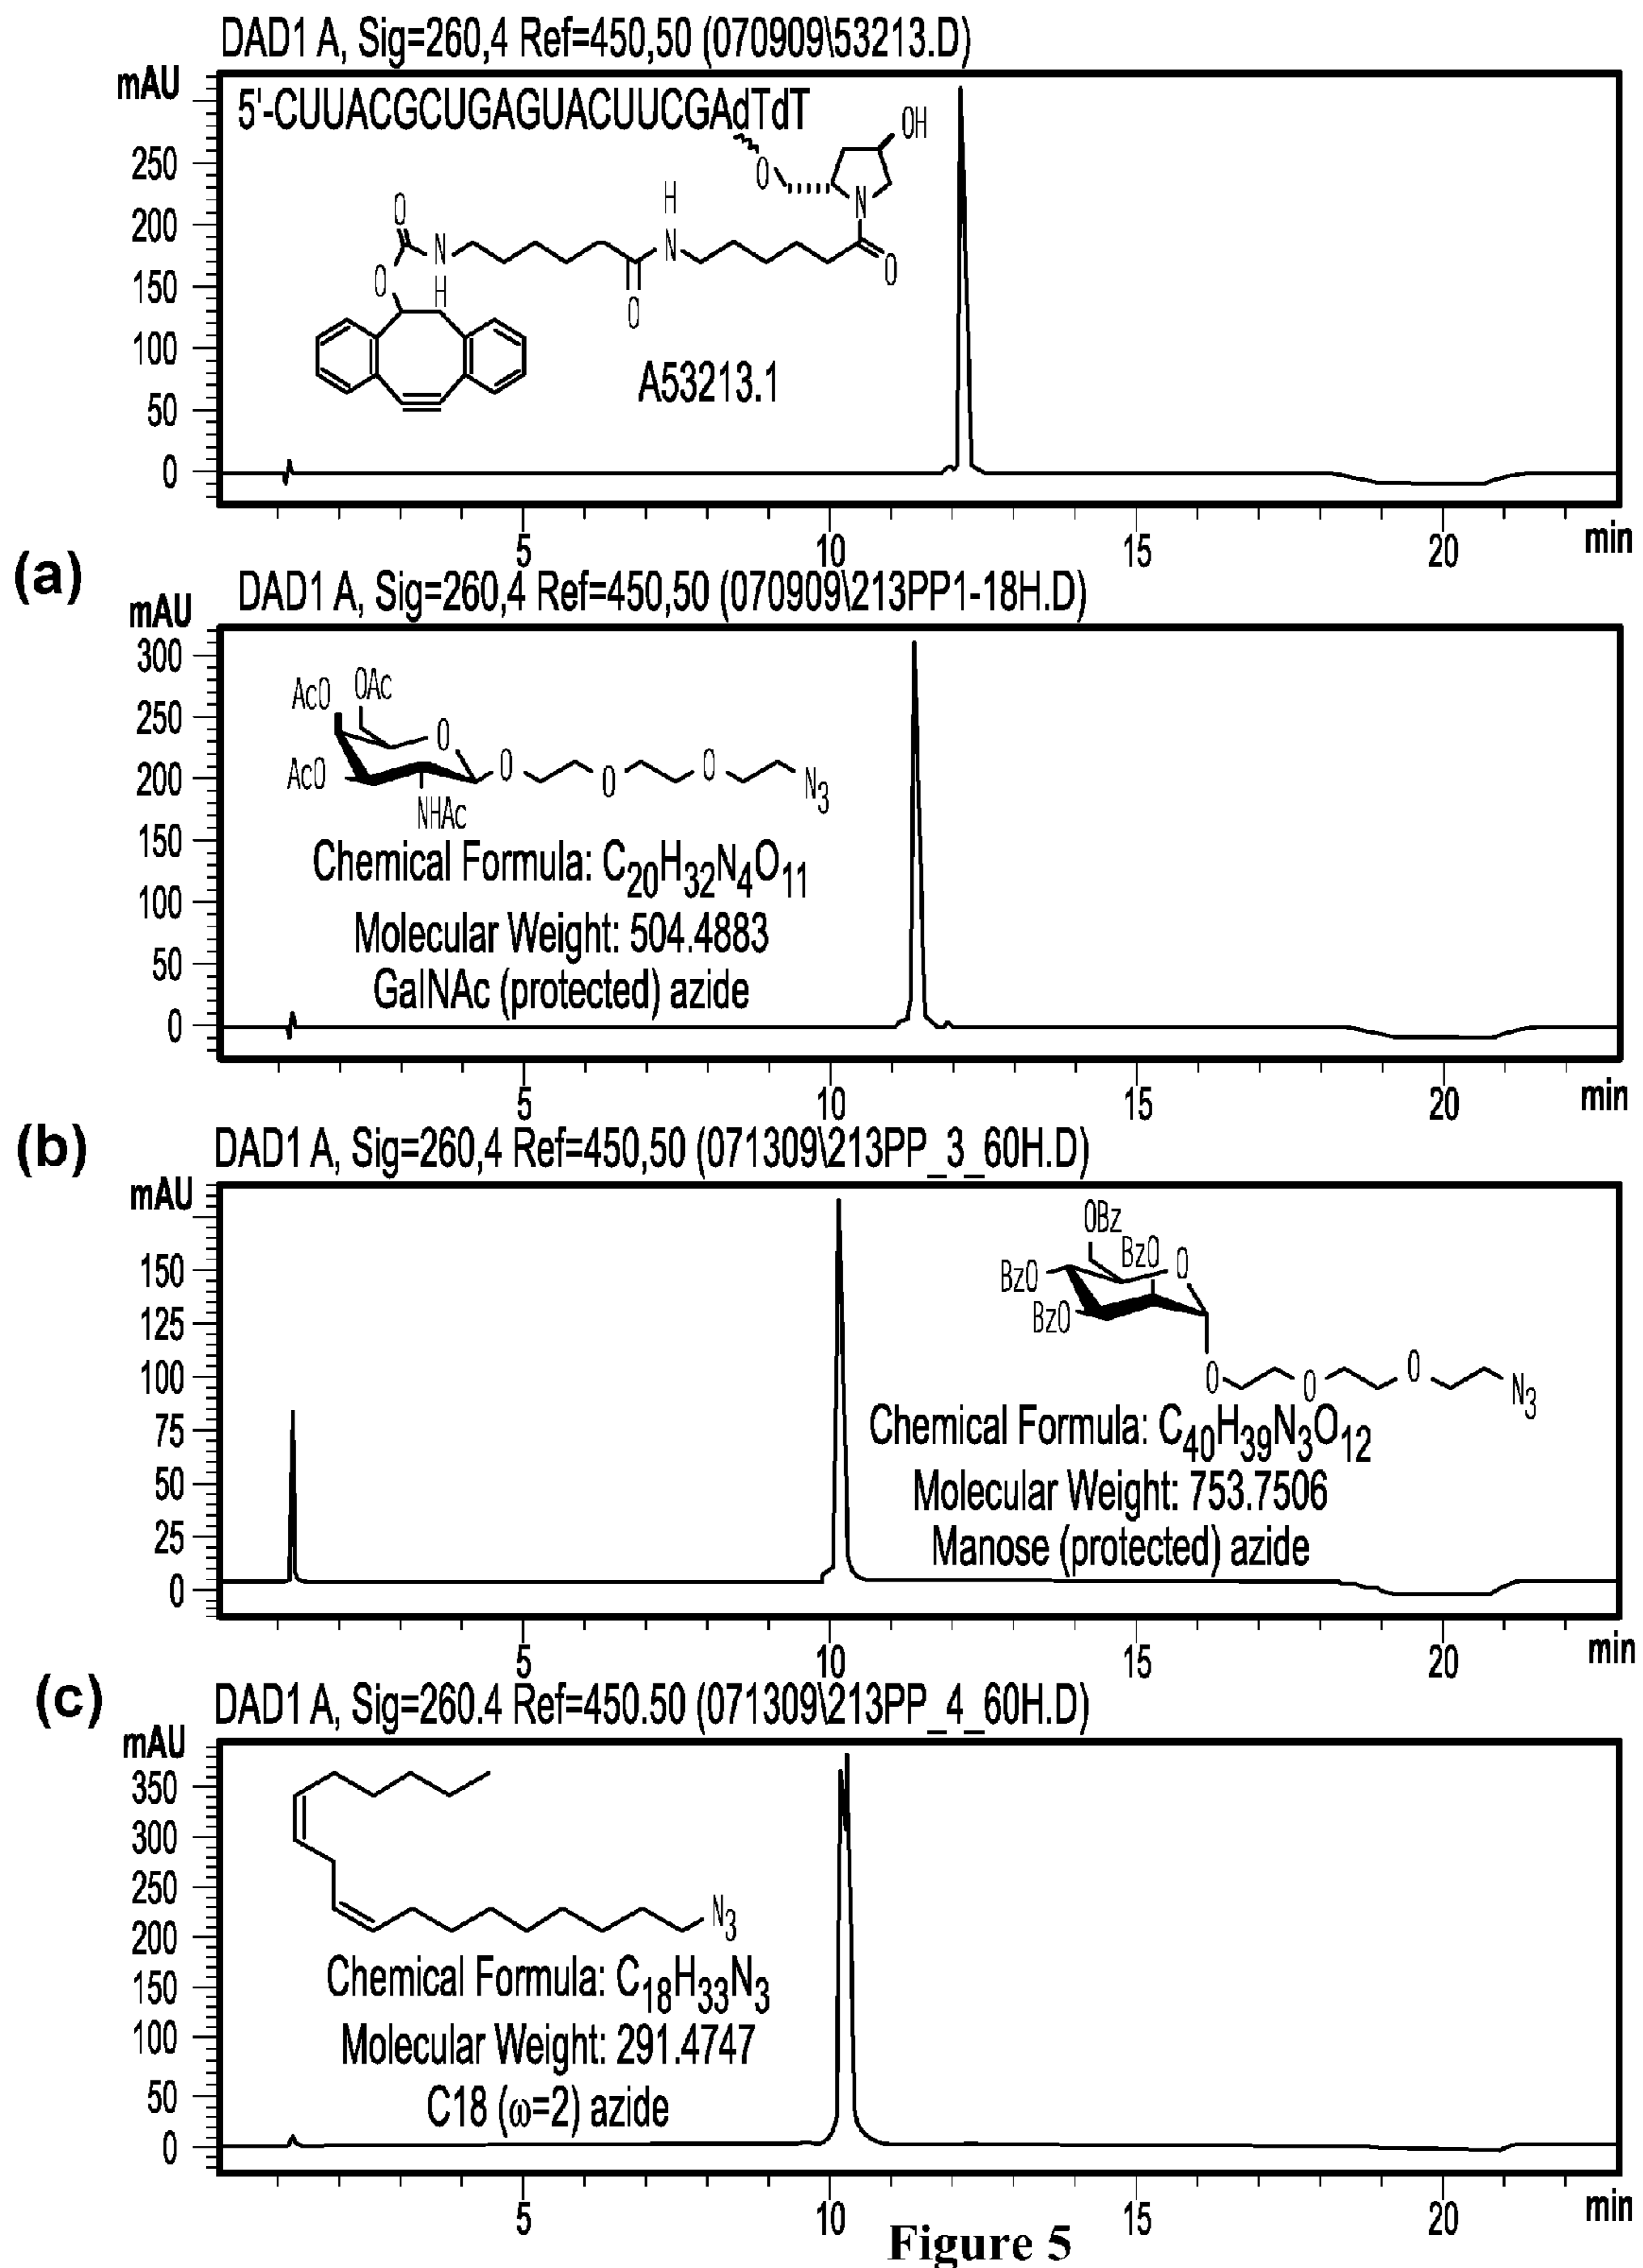 DAD1 A, Sig=260,4 Ref=450,50 (070909\53213.D)
mAU
5'-CUUACGCUGAGUACUUCGAdTdT
OH
O
N
O
N
H
O
O
H
N
O
O
A53213.1
250
200
150
100
50
0
5
10
15
20
min
(a)
DAD1 A, Sig=260,4 Ref=450,50 (070909\213PP1-18H.D)
mAU
AcO
OAc
O
AcO
O
O
O
N3
NHAc
Chemical Formula: C20H32N4O11
Molecular Weight: 504.4883
GalNAc (protected) azide
300
250
200
150
100
50
0
5
10
15
20
min
(b)
DAD1 A, Sig=260,4 Ref=450,50 (071309\213PP_3_60H.D)
mAU
OBz
BzO
O
BzO
BzO
O
O
O
N3
Chemical Formula: C40H39N3O12
Molecular Weight: 753.7506
Manose (protected) azide
150
125
100
75
50
25
0
5
10
15
20
min
(c)
DAD1 A, Sig=260.4 Ref=450.50 (071309\213PP_4_60H.D)
mAU
N3
Chemical Formula: C18H33N3
Molecular Weight: 291.4747
C18 (ω=2) azide
350
300
250
200
150
100
50
0
5
10
15
20
min
Figure 5